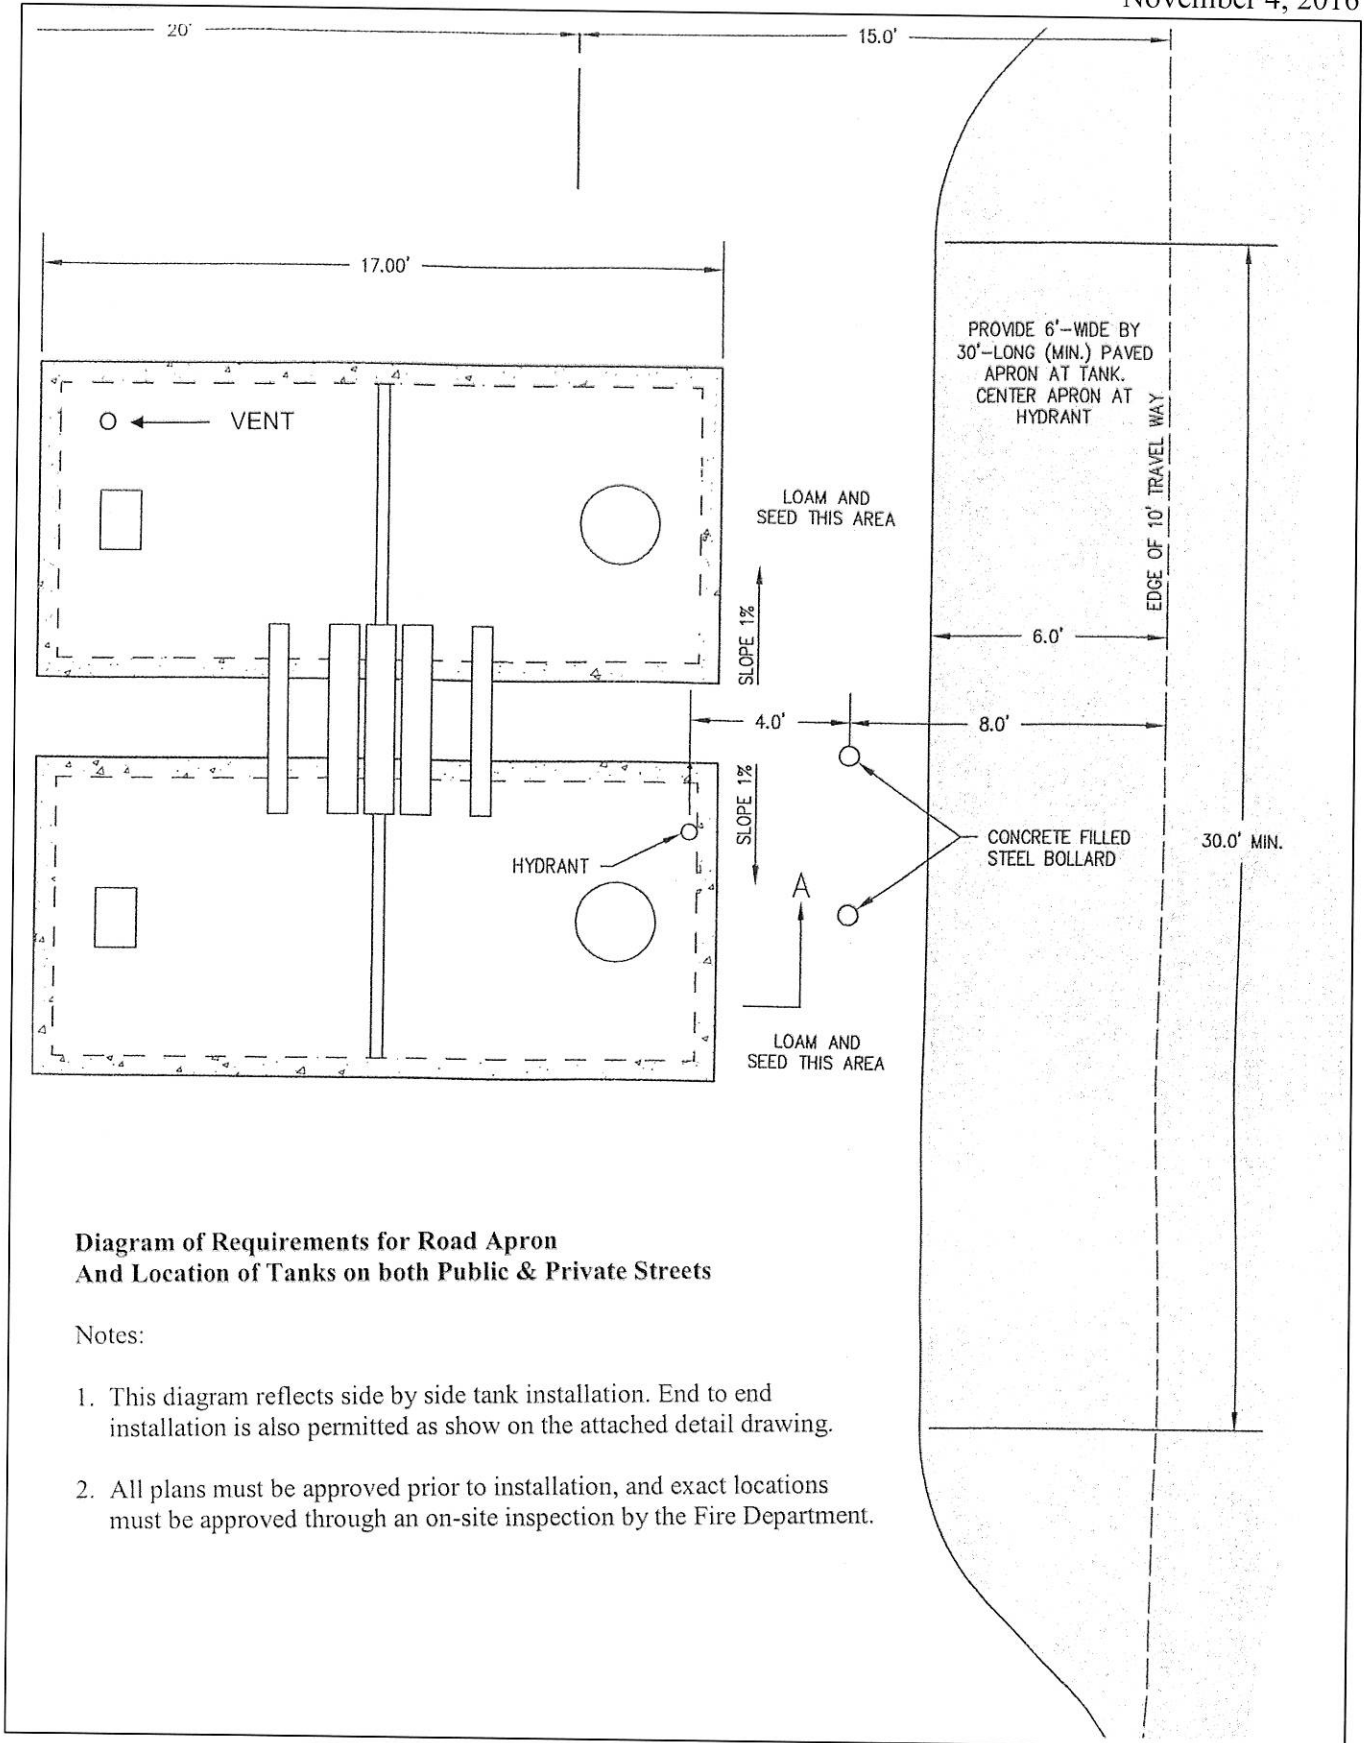 November 4, 2016
20'
15.0'
17.00'
PROVIDE 6'-WIDE BY
30'-LONG (MIN.) PAVED
APRON AT TANK.
CENTER APRON AT
HYDRANT
EDGE OF 10' TRAVEL WAY
VENT
LOAM AND
SEED THIS AREA
SLOPE 1%
6.0'
4.0'
8.0'
SLOPE 1%
HYDRANT
A
CONCRETE FILLED
STEEL BOLLARD
30.0' MIN.
LOAM AND
SEED THIS AREA
Diagram of Requirements for Road Apron
And Location of Tanks on both Public & Private Streets
Notes:
1. This diagram reflects side by side tank installation. End to end
installation is also permitted as show on the attached detail drawing.
2. All plans must be approved prior to installation, and exact locations
must be approved through an on-site inspection by the Fire Department.